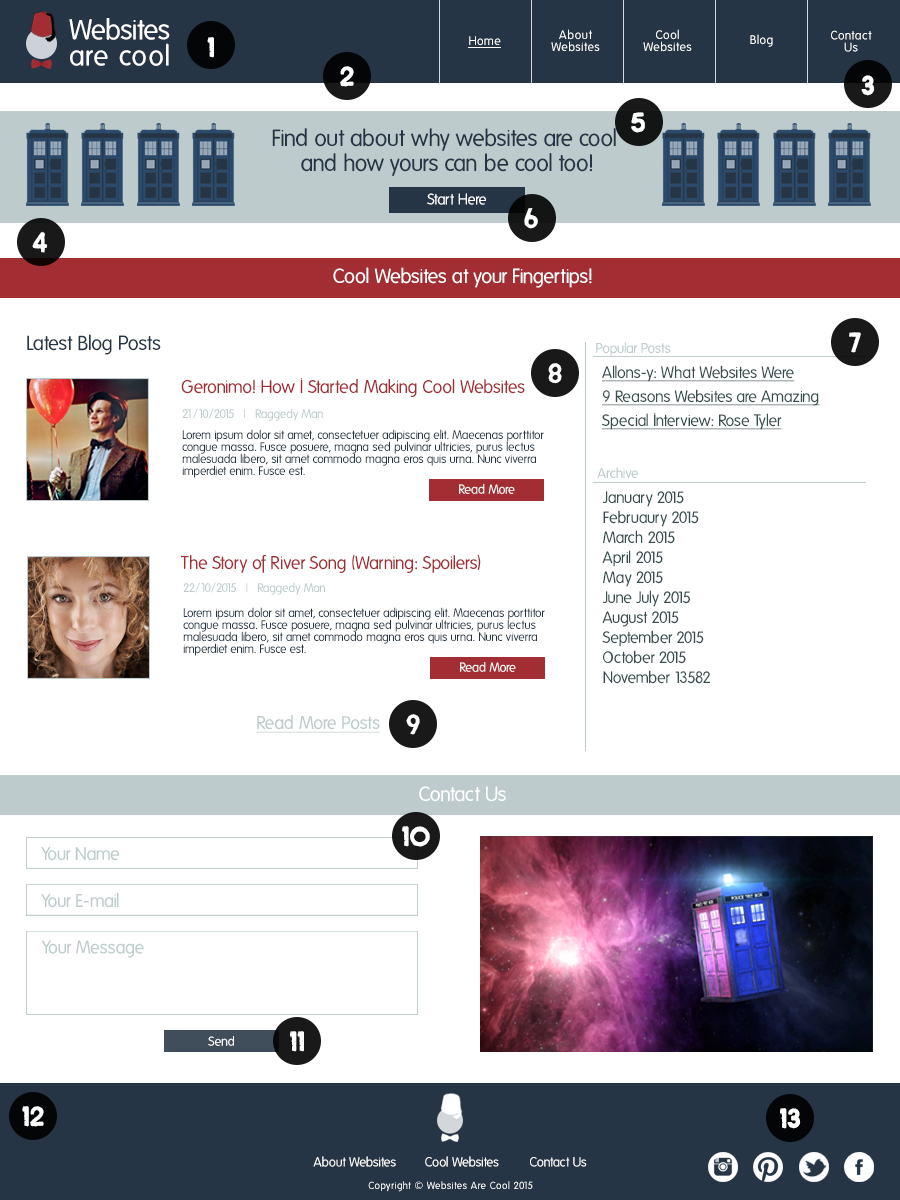 Websites
are cool
1
2
Home
About
Websites
Cool
Websites
Blog
Contact
Us
3
Find out about why websites are cool
and how yours can be cool too!
5
Start Here
6
4
Cool Websites at your Fingertips!
Latest Blog Posts
Geronimo! How I Started Making Cool Websites
8
21/10/2015 | Raggedy Man
Lorem ipsum dolor sit amet, consectetuer adipiscing elit. Maecenas porttitor
congue massa. Fusce posuere, magna sed pulvinar ultricies, purus lectus
malesuada libero, sit amet commodo magna eros quis urna. Nunc viverra
imperdiet enim. Fusce est.
Read More
The Story of River Song (Warning: Spoilers)
22/10/2015 | Raggedy Man
Lorem ipsum dolor sit amet, consectetuer adipiscing elit. Maecenas porttitor
congue massa. Fusce posuere, magna sed pulvinar ultricies, purus lectus
malesuada libero, sit amet commodo magna eros quis urna. Nunc viverra
imperdiet enim. Fusce est.
Read More
Read More Posts
9
7
Popular Posts
Allons-y: What Websites Were
9 Reasons Websites are Amazing
Special Interview: Rose Tyler
Archive
January 2015
Februaury 2015
March 2015
April 2015
May 2015
June July 2015
August 2015
September 2015
October 2015
November 13582
Contact Us
10
Your Name
Your E-mail
Your Message
Send
11
12
13
About Websites
Cool Websites
Contact Us
Copyright © Websites Are Cool 2015